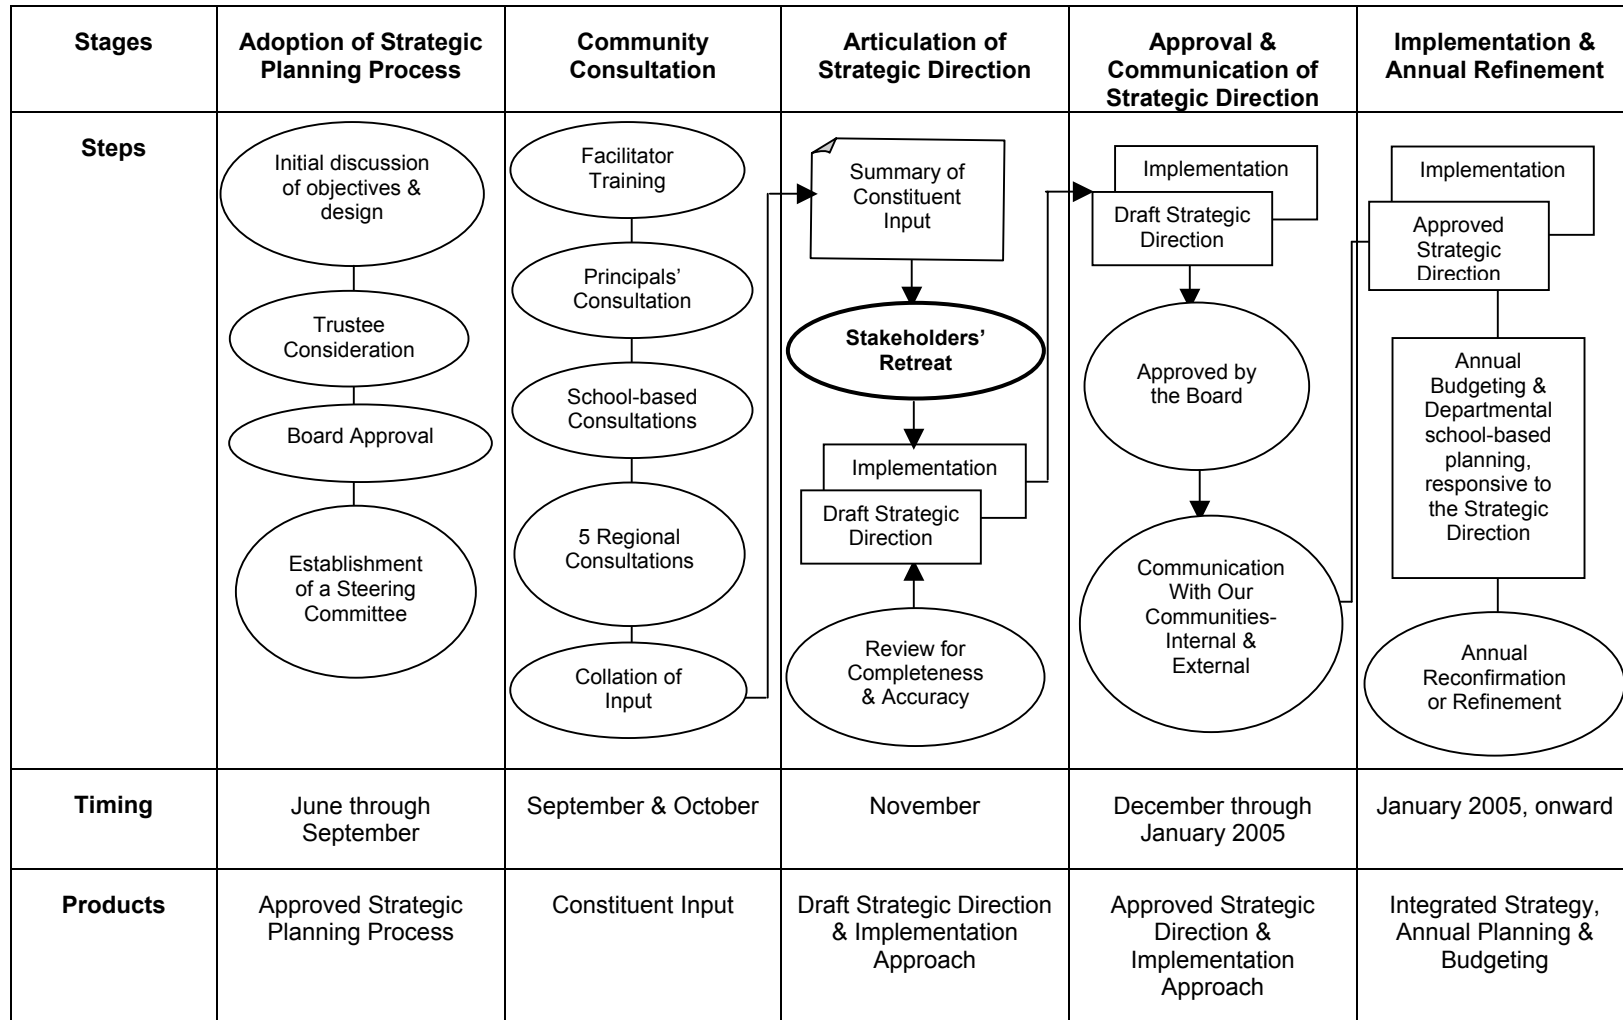 Stages
Adoption of Strategic
Planning Process
Community
Consultation
Articulation of
Strategic Direction
Approval &
Communication of
Strategic Direction
Implementation &
Annual Refinement
Steps
Initial discussion
of objectives &
design
Trustee
Consideration
Board Approval
Establishment
of a Steering
Committee
Facilitator
Training
Principals'
Consultation
School-based
Consultations
5 Regional
Consultations
Collation of
Input
Summary of
Constituent
Input
Stakeholders'
Retreat
Implementation
Draft Strategic
Direction
Review for
Completeness
& Accuracy
Implementation
Draft Strategic
Direction
Approved by
the Board
Communication
With Our
Communities-
Internal &
External
Implementation
Approved
Strategic
Direction
Annual
Budgeting &
Departmental
school-based
planning,
responsive to
the Strategic
Direction
Annual
Reconfirmation
or Refinement
Timing
June through
September
September & October
November
December through
January 2005
January 2005, onward
Products
Approved Strategic
Planning Process
Constituent Input
Draft Strategic Direction
& Implementation
Approach
Approved Strategic
Direction &
Implementation
Approach
Integrated Strategy,
Annual Planning &
Budgeting